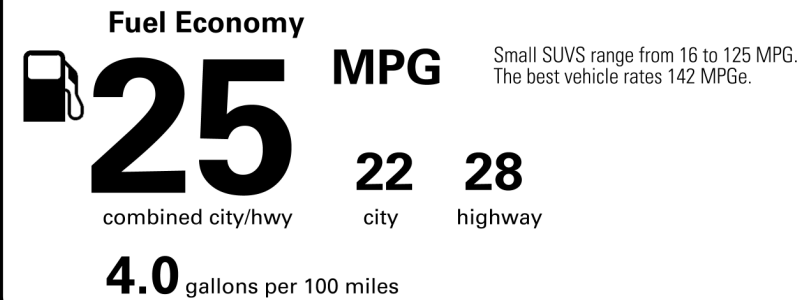 Fuel Economy
25 MPG
Small SUVS range from 16 to 125 MPG.
The best vehicle rates 142 MPGe.
22 28
combined city/hwy city highway
4.0 gallons per 100 miles